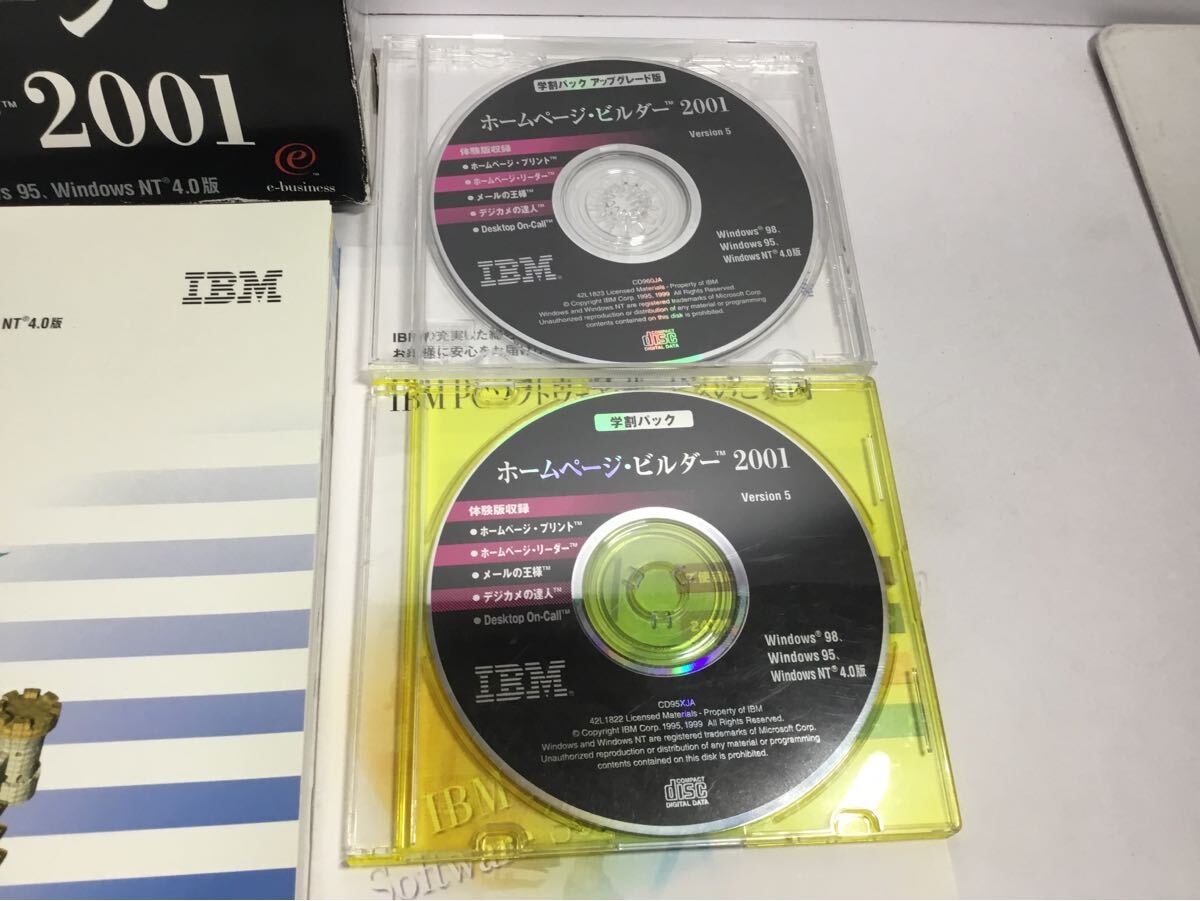 2001
e-business
s 95、Windows NT® 4.0版
IBM
NT® 4.0版
学割パック アップグレード版
ホームページ・ビルダー™ 2001
Version 5
体験版収録
● ホームページ・プリント™
● ホームページ・リーダー™
● メールの王様™
● デジカメの達人™
● Desktop On-Call™
Windows® 98、
Windows 95、
Windows NT® 4.0版
IBM®
CD960JA
42L1823 Licensed Materials - Property of IBM
© Copyright IBM Corp. 1995, 1999 All Rights Reserved
Windows and Windows NT are registered trademarks of Microsoft Corp.
Unauthorized reproduction or distribution of any material or programming
contents contained on this disk is prohibited.
COMPACT
disc
DIGITAL DATA
の充実した
IBM PC
学割パック
ホームページ・ビルダー™ 2001
Version 5
体験版収録
● ホームページ・プリント™
● ホームページ・リーダー™
● メールの王様™
● デジカメの達人™
● Desktop On-Call™
Windows® 98、
Windows 95、
Windows NT® 4.0版
IBM®
CD95XJA
42L1822 Licensed Materials - Property of IBM
© Copyright IBM Corp. 1995, 1999 All Rights Reserved.
Windows and Windows NT are registered trademarks of Microsoft Corp.
Unauthorized reproduction or distribution of any material or programming
contents contained on this disk is prohibited.
COMPACT
disc
DIGITAL DATA
IBM